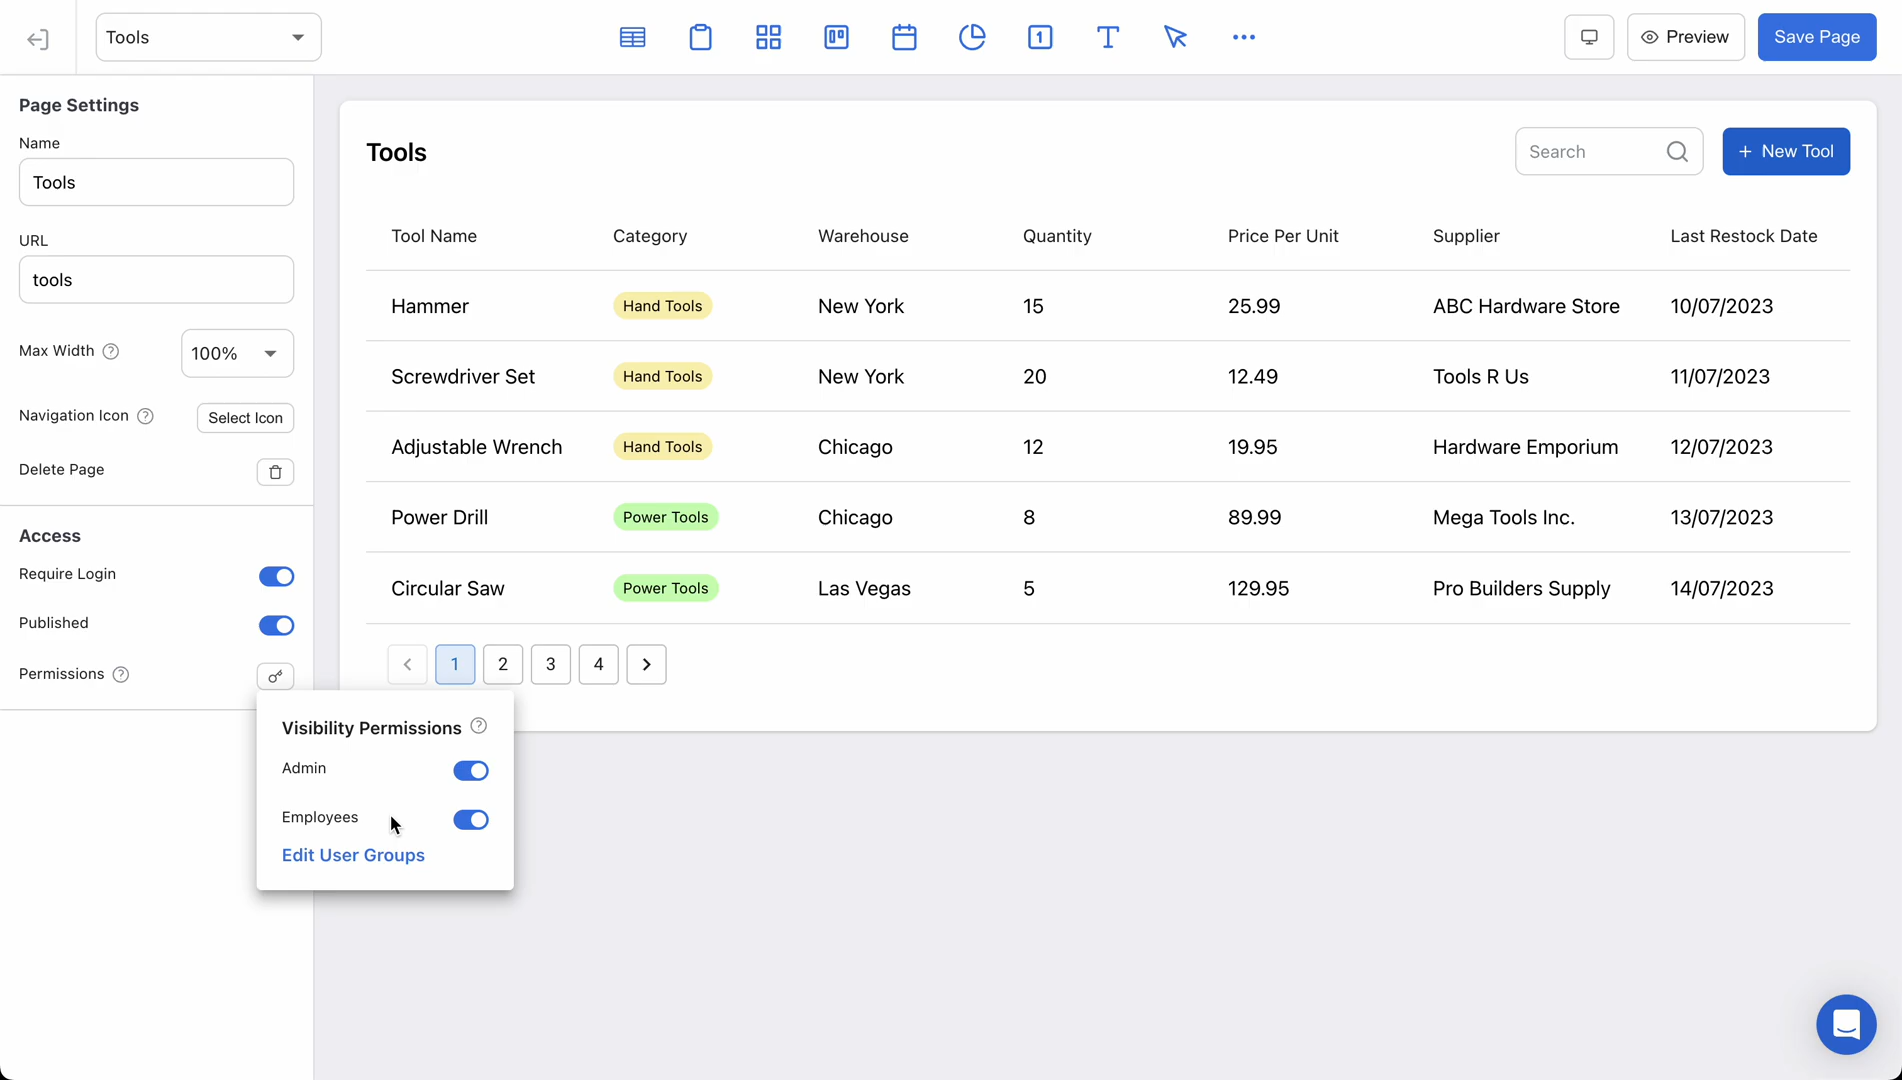 Tools
1
T
Preview
Save Page
Page Settings
Name
Tools
URL
tools
Max Width ?
100%
Navigation Icon ?
Select Icon
Delete Page
Access
Require Login
Published
Permissions ?
Tools
Search
+ New Tool
Tool Name Category Warehouse Quantity Price Per Unit Supplier Last Restock Date
Hammer Hand Tools New York 15 25.99 ABC Hardware Store 10/07/2023
Screwdriver Set Hand Tools New York 20 12.49 Tools R Us 11/07/2023
Adjustable Wrench Hand Tools Chicago 12 19.95 Hardware Emporium 12/07/2023
Power Drill Power Tools Chicago 8 89.99 Mega Tools Inc. 13/07/2023
Circular Saw Power Tools Las Vegas 5 129.95 Pro Builders Supply 14/07/2023
< 1 2 3 4 >
Visibility Permissions ?
Admin
Employees
Edit User Groups